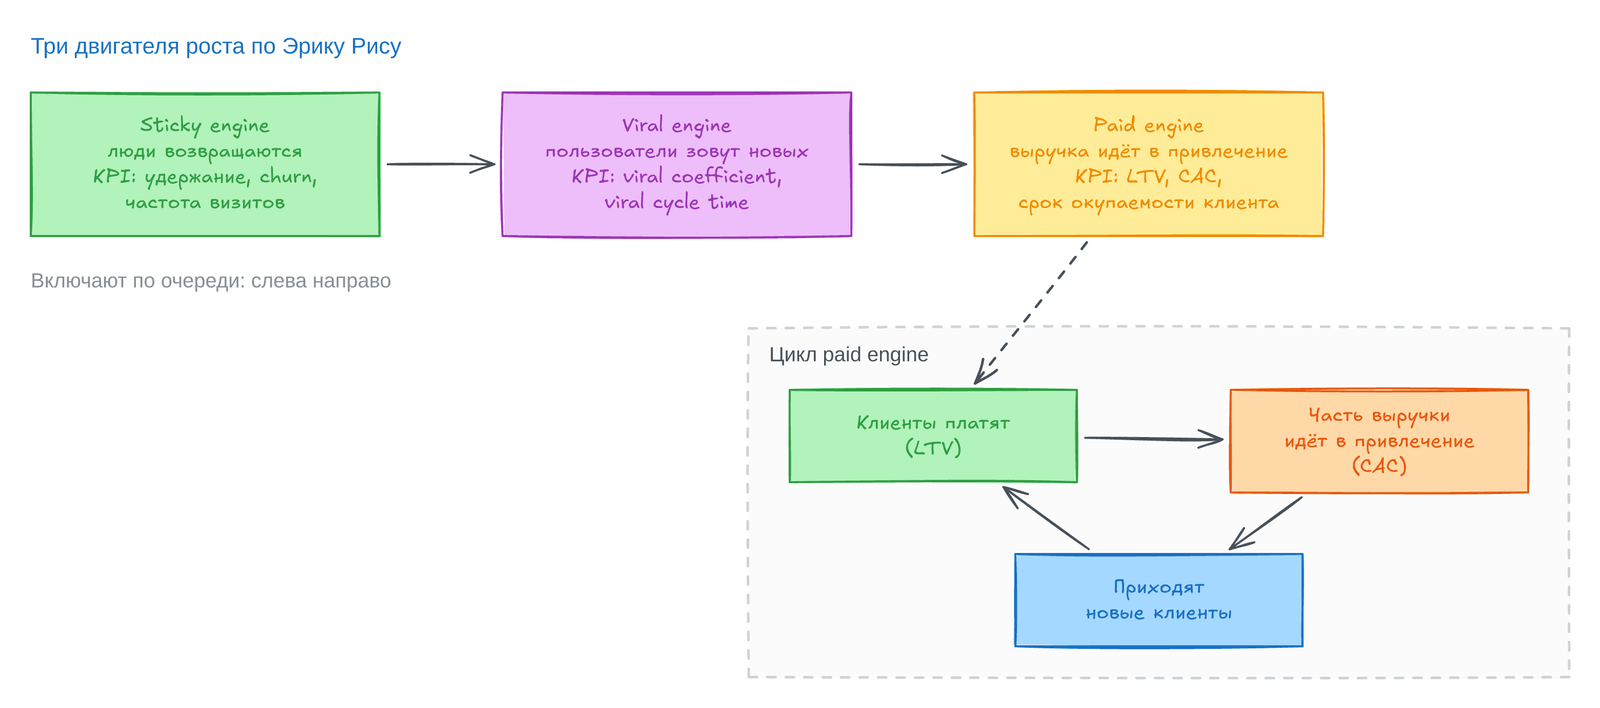 Три двигателя роста по Эрику Рису
Sticky engine
люди возвращаются
KPI: удержание, churn,
частота визитов
Viral engine
пользователи зовут новых
KPI: viral coefficient,
viral cycle time
Paid engine
выручка идёт в привлечение
KPI: LTV, CAC,
срок окупаемости клиента
Включают по очереди: слева направо
Цикл paid engine
Клиенты платят
(LTV)
Часть выручки
идёт в привлечение
(CAC)
Приходят
новые клиенты